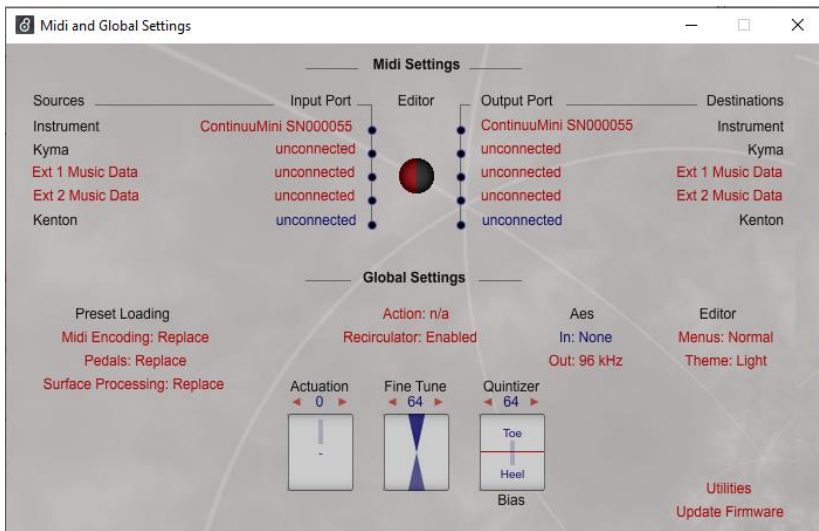 Midi and Global Settings
Midi Settings
Sources Input Port Editor Output Port Destinations
Instrument ContinuuMini SN000055 ContinuuMini SN000055 Instrument
Kyma unconnected unconnected Kyma
Ext 1 Music Data unconnected unconnected Ext 1 Music Data
Ext 2 Music Data unconnected unconnected Ext 2 Music Data
Kenton unconnected unconnected Kenton
Global Settings
Preset Loading Action: n/a Aes Editor
Midi Encoding: Replace Recirculator: Enabled In: None Menus: Normal
Pedals: Replace Out: 96 kHz Theme: Light
Surface Processing: Replace
Actuation Fine Tune Quintizer
0 64 64
Toe
-
Heel
Bias
Utilities
Update Firmware